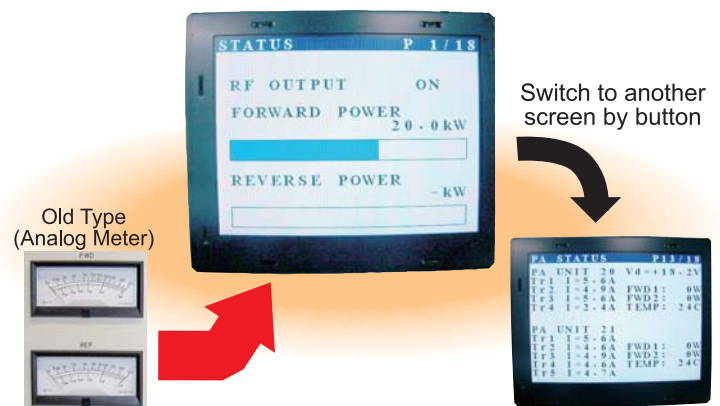 STATUS P 1/18
RF OUTPUT ON
FORWARD POWER
20.0kW
REVERSE POWER
-kW
Switch to another
screen by button
Old Type
(Analog Meter)
FWD
REF
PA STATUS P13/18
PA UNIT 20 Vd=+18.2V
Tr1 I=5.6A
Tr2 I=4.9A FWD1: 0W
Tr3 I=5.6A FWD2: 0W
Tr4 I=2.4A TEMP: 24C
PA UNIT 21
Tr1 I=5.6A
Tr2 I=4.6A FWD1: 0W
Tr3 I=4.9A FWD2: 0W
Tr4 I=4.6A TEMP: 24C
Tr5 I=4.7A